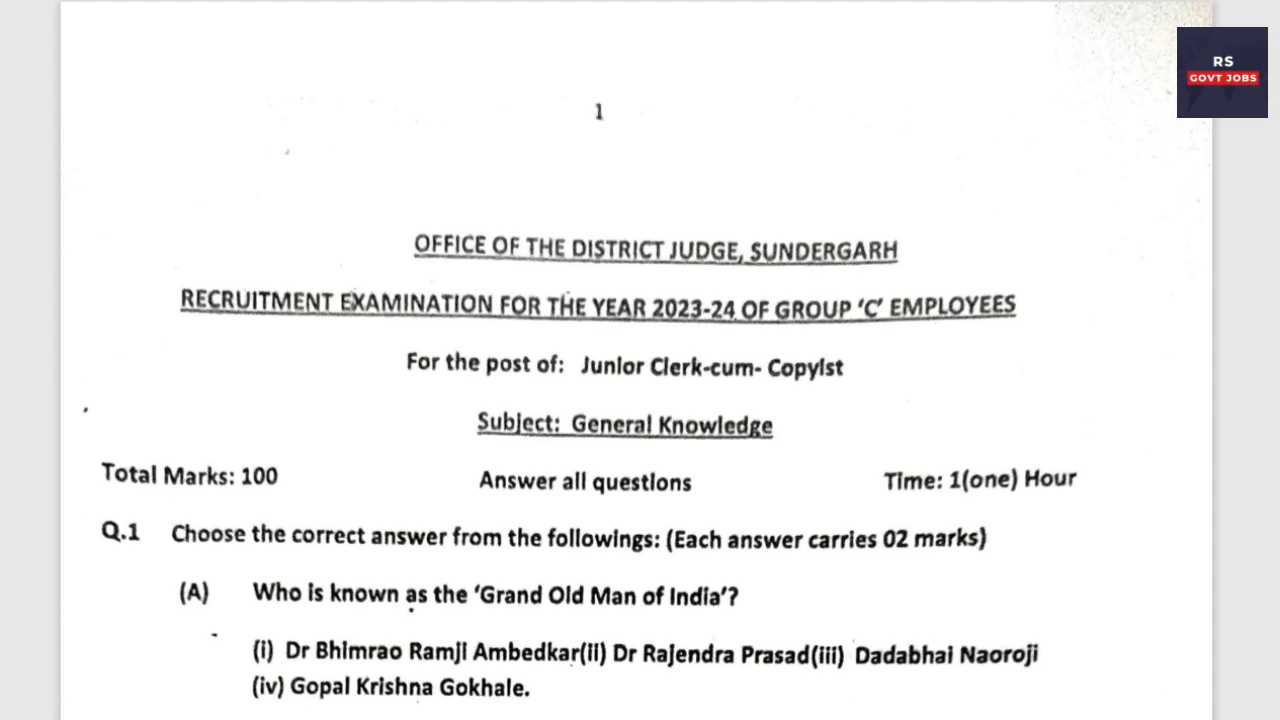 RS
GOVT JOBS
1
OFFICE OF THE DISTRICT JUDGE, SUNDERGARH
RECRUITMENT EXAMINATION FOR THE YEAR 2023-24 OF GROUP 'C' EMPLOYEES
For the post of: Junior Clerk-cum- Copyist
Subject: General Knowledge
Total Marks: 100 Answer all questions Time: 1(one) Hour
Q.1 Choose the correct answer from the followings: (Each answer carries 02 marks)
(A) Who is known as the 'Grand Old Man of India'?
(i) Dr Bhimrao Ramji Ambedkar(ii) Dr Rajendra Prasad(iii) Dadabhai Naoroji
(iv) Gopal Krishna Gokhale.